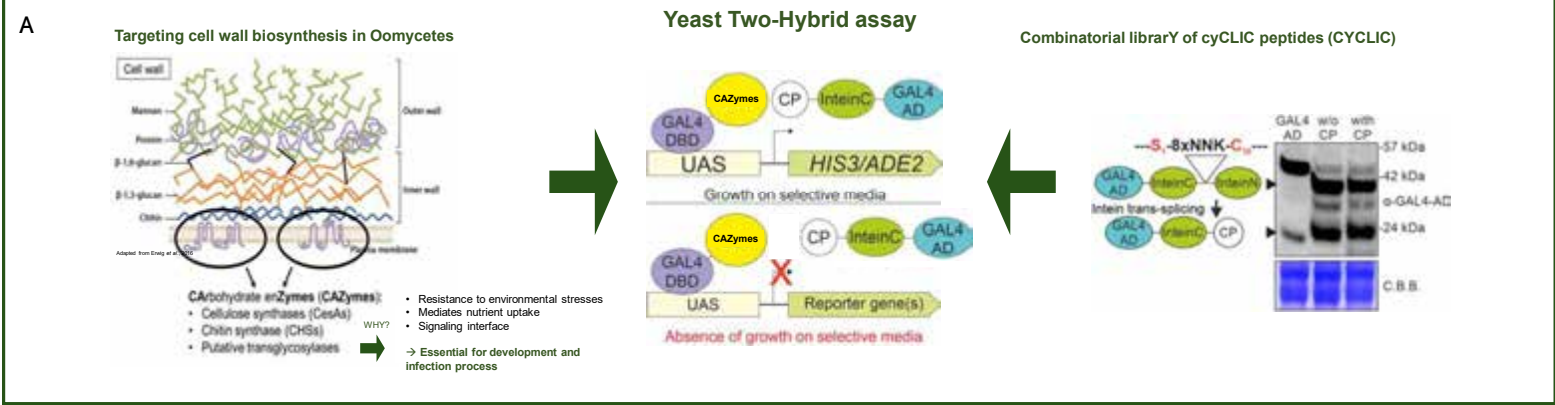 A
Targeting cell wall biosynthesis in Oomycetes
Cell wall
Mannan
Protein
β-1,6-glucan
β-1,3-glucan
Chitin
Outer wall
Inner wall
Plasma membrane
Adapted from Erwig et al., 2016
CArbohydrate enZymes (CAZymes):
• Cellulose synthases (CesAs)
• Chitin synthase (CHSs)
• Putative transglycosylases
WHY?
• Resistance to environmental stresses
• Mediates nutrient uptake
• Signaling interface
→ Essential for development and
infection process
Yeast Two-Hybrid assay
GAL4
DBD
CAZymes
CP
InteinC
GAL4
AD
UAS
HIS3/ADE2
Growth on selective media
GAL4
DBD
CAZymes
CP
InteinC
GAL4
AD
X
UAS
Reporter gene(s)
Absence of growth on selective media
Combinatorial librarY of cyCLIC peptides (CYCLIC)
---S₁-8xNNK-C₁₀---
GAL4
AD
InteinC
InteinN
Intein trans-splicing
GAL4
AD
InteinC
CP
GAL4
AD
w/o
CP
with
CP
-57 kDa
-42 kDa
α-GAL4-AD
-24 kDa
C.B.B.